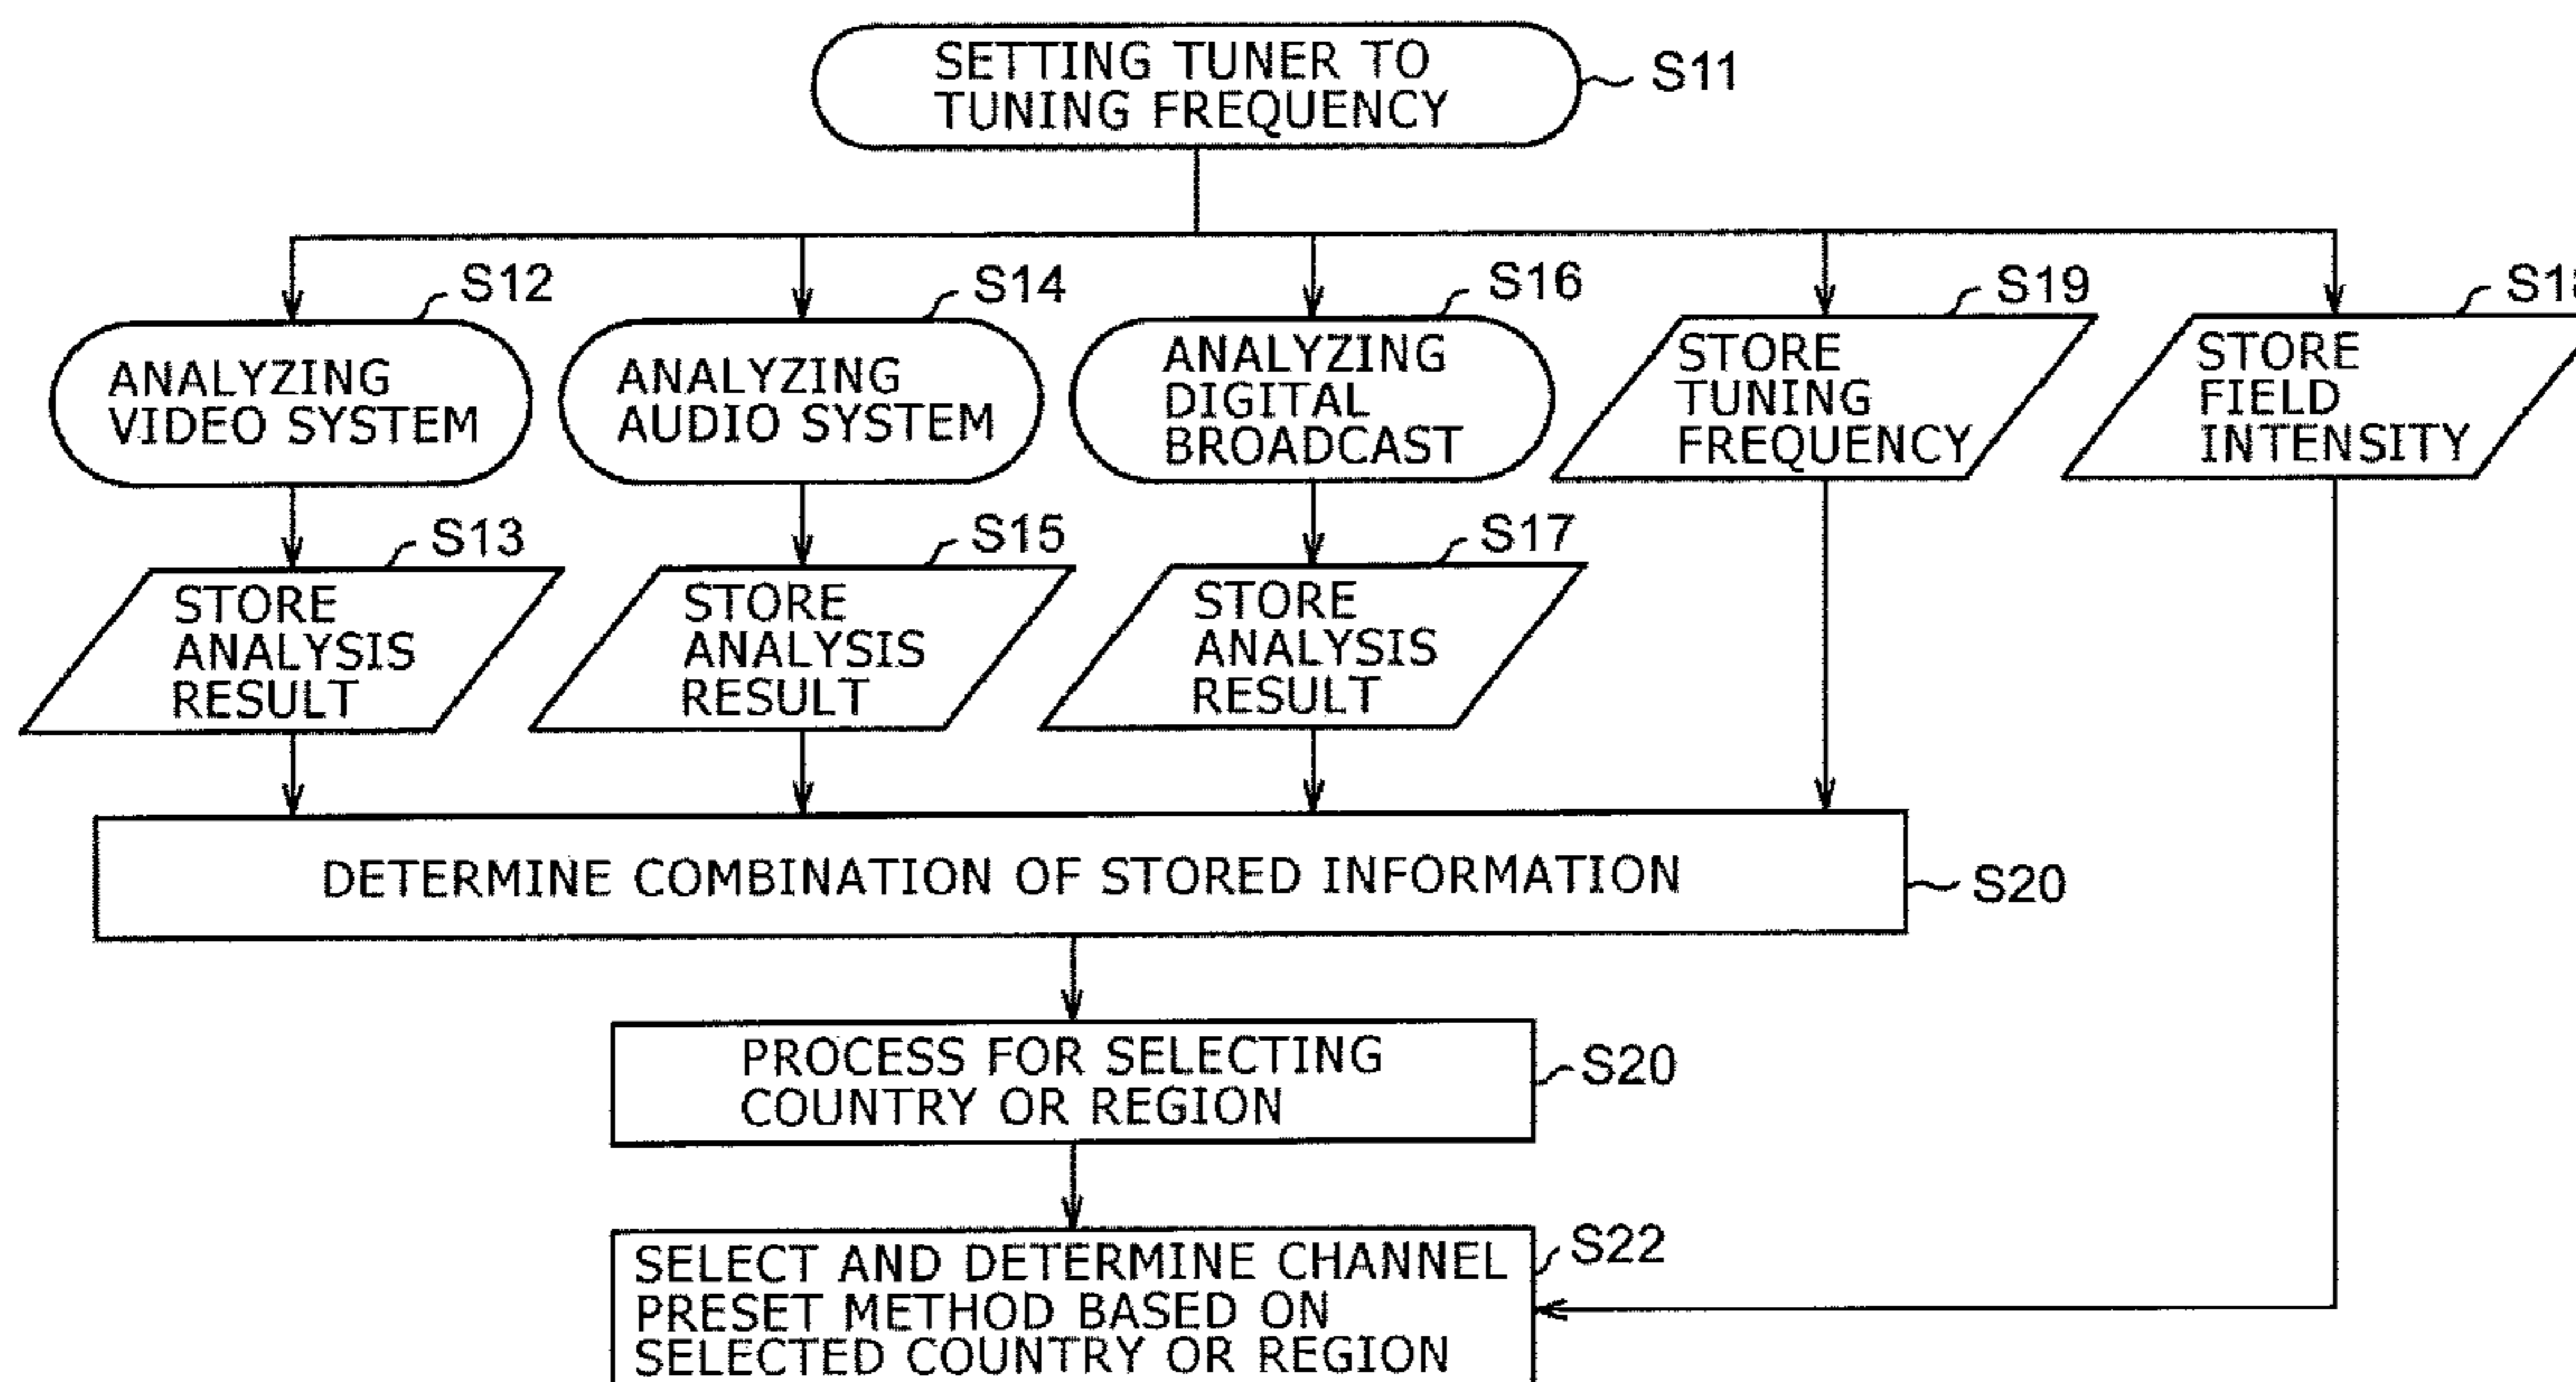 SETTING TUNER TO
TUNING FREQUENCY
S11
S12
S14
S16
S19
ANALYZING
VIDEO SYSTEM
ANALYZING
AUDIO SYSTEM
ANALYZING
DIGITAL
BROADCAST
STORE
TUNING
FREQUENCY
STORE
FIELD
INTENSITY
S13
S15
S17
STORE
ANALYSIS
RESULT
STORE
ANALYSIS
RESULT
STORE
ANALYSIS
RESULT
DETERMINE COMBINATION OF STORED INFORMATION
S20
PROCESS FOR SELECTING
COUNTRY OR REGION
S20
SELECT AND DETERMINE CHANNEL
PRESET METHOD BASED ON
SELECTED COUNTRY OR REGION
S22